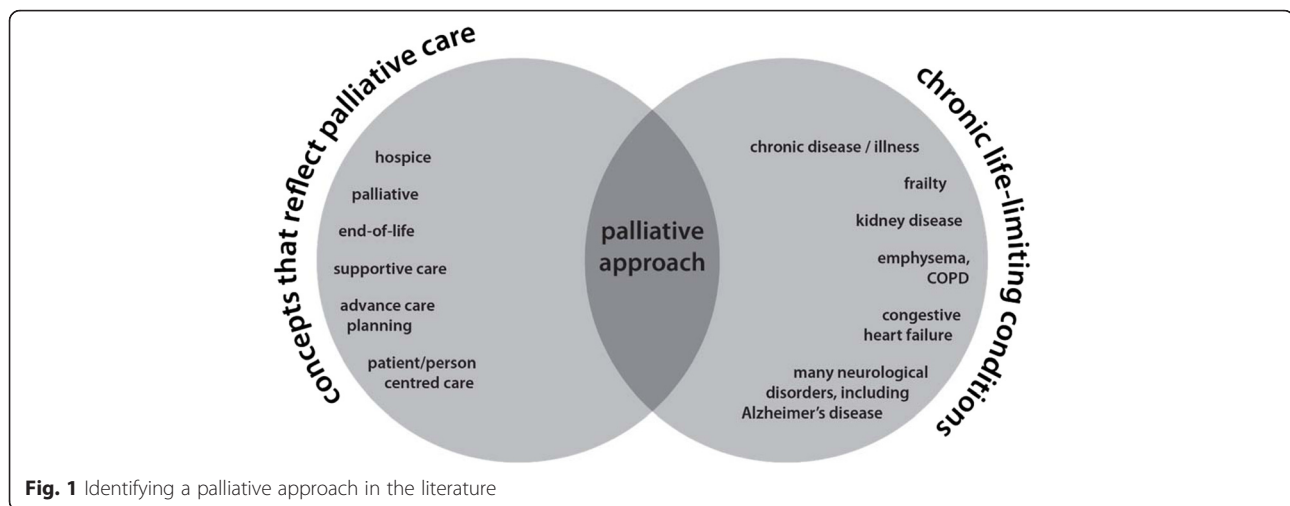 concepts that reflect palliative care
hospice
palliative
end-of-life
supportive care
advance care
planning
patient/person
centred care
palliative
approach
chronic life-limiting conditions
chronic disease / illness
frailty
kidney disease
emphysema,
COPD
congestive
heart failure
many neurological
disorders, including
Alzheimer's disease
Fig. 1 Identifying a palliative approach in the literature